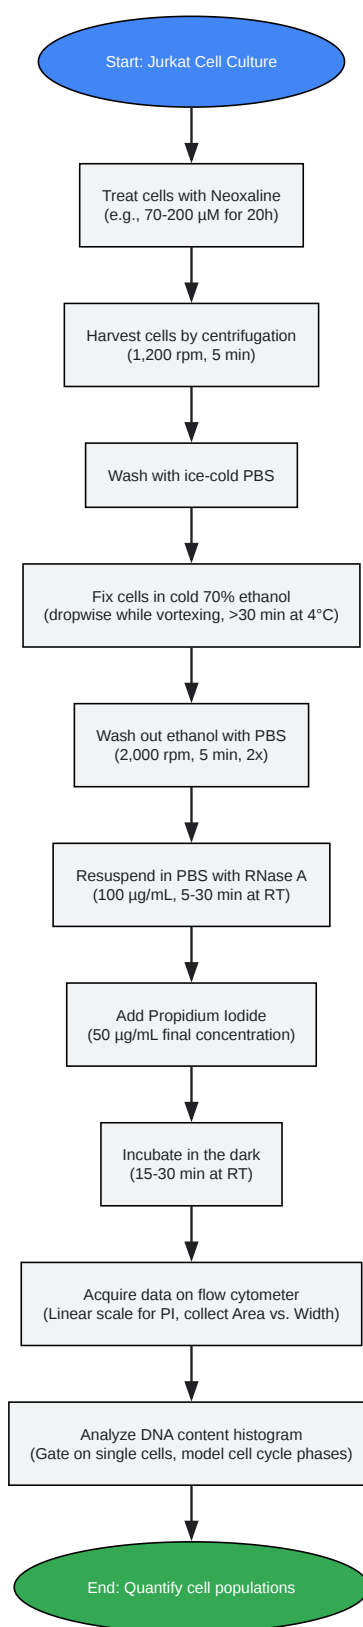 Start: Jurkat Cell Culture
Treat cells with Neoxaline
(e.g., 70-200 µM for 20h)
Harvest cells by centrifugation
(1,200 rpm, 5 min)
Wash with ice-cold PBS
Fix cells in cold 70% ethanol
(dropwise while vortexing, >30 min at 4°C)
Wash out ethanol with PBS
(2,000 rpm, 5 min, 2x)
Resuspend in PBS with RNase A
(100 µg/mL, 5-30 min at RT)
Add Propidium Iodide
(50 µg/mL final concentration)
Incubate in the dark
(15-30 min at RT)
Acquire data on flow cytometer
(Linear scale for PI, collect Area vs. Width)
Analyze DNA content histogram
(Gate on single cells, model cell cycle phases)
End: Quantify cell populations